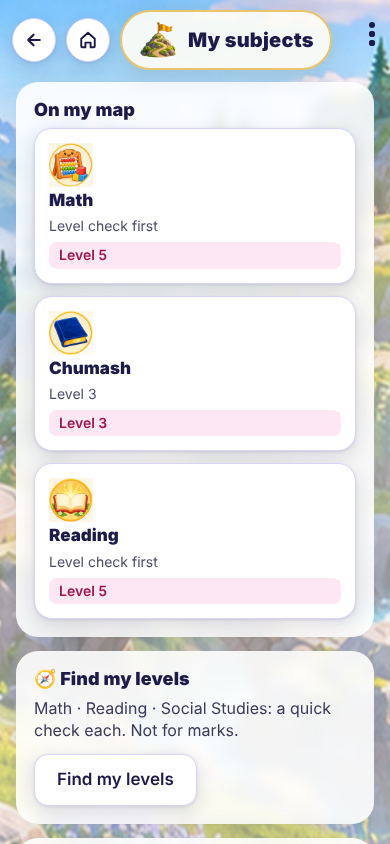 My subjects
On my map
Math
Level check first
Level 5
Chumash
Level 3
Level 3
Reading
Level check first
Level 5
Find my levels
Math · Reading · Social Studies: a quick
check each. Not for marks.
Find my levels